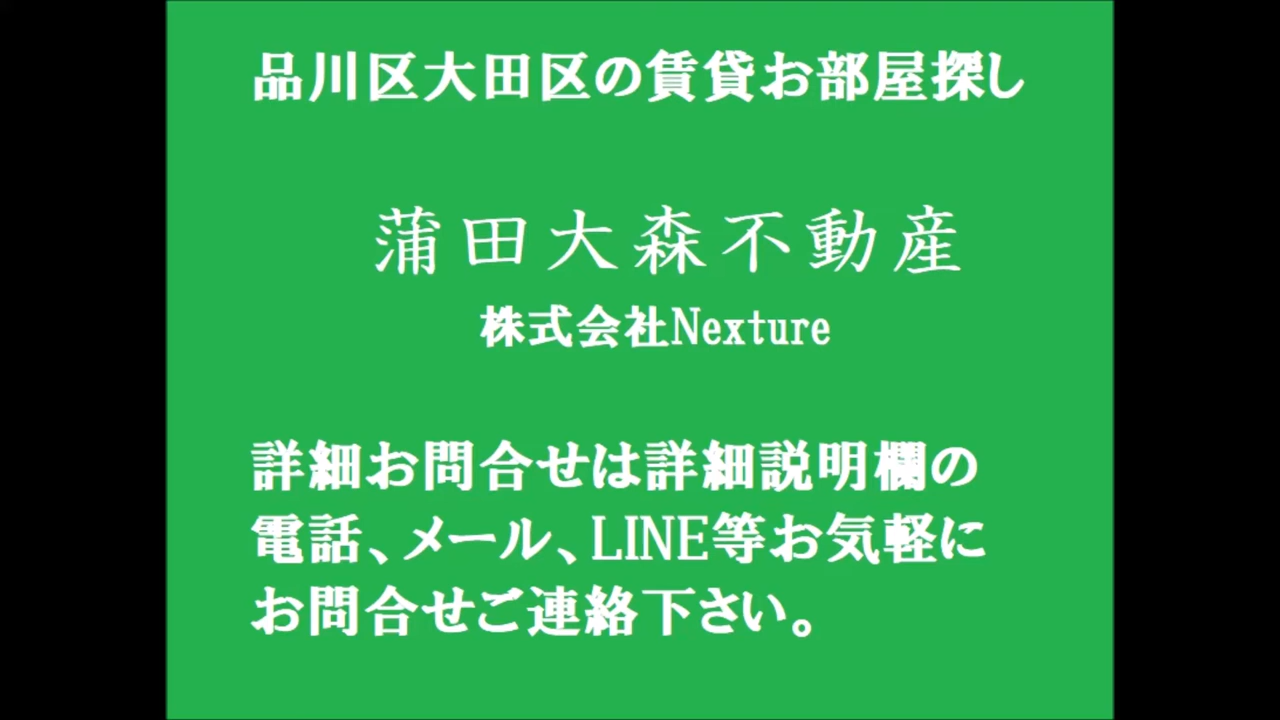 品川区大田区の賃貸お部屋探し
蒲田大森不動産
株式会社Nexture
詳細お問合せは詳細説明欄の
電話、メール、LINE等お気軽に
お問合せご連絡下さい。